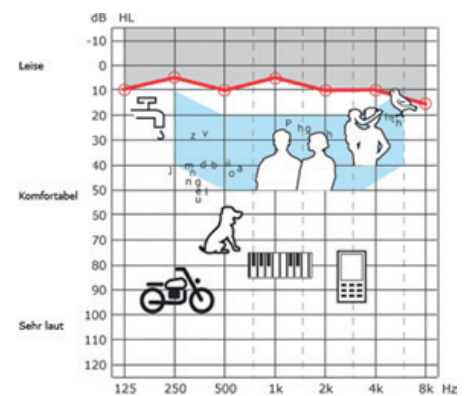 dB HL
-10
Leise
0
10
20
30
40
50
Komfortabel
60
70
80
90
100
Sehr laut
110
120
z v
p h g
h
j m d b i
n o a
n g
e l
u
125 250 500 1k 2k 4k 8k Hz